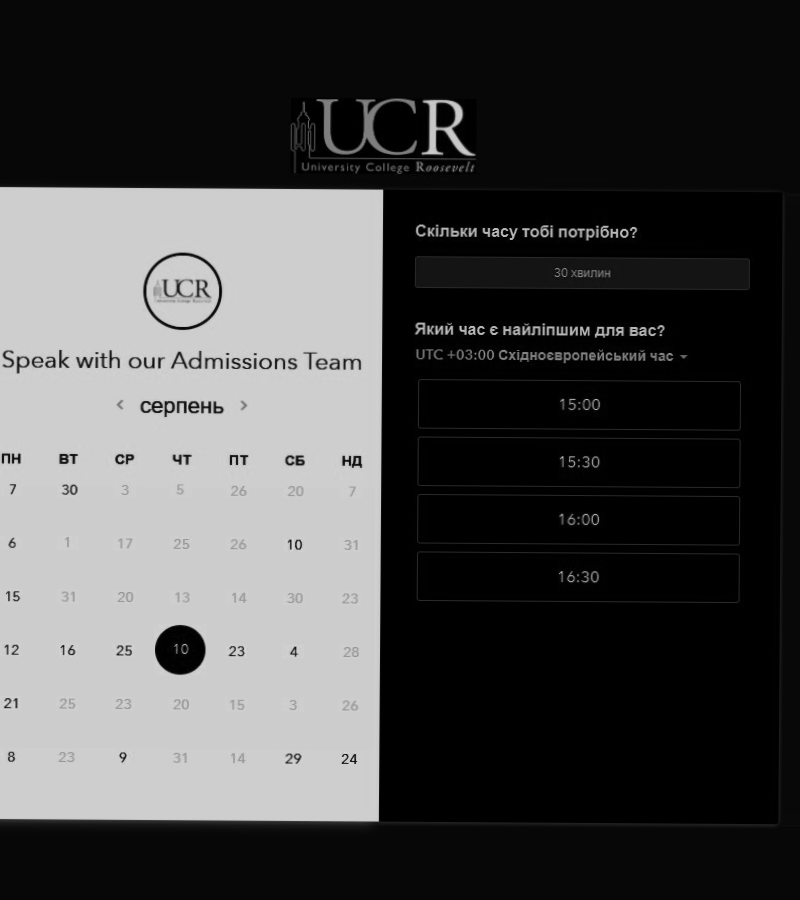 UCR
University College Roosevelt
UCR
University College Roosevelt
Speak with our Admissions Team
серпень
ПН ВТ СР ЧТ ПТ СБ НД
7 30 3 5 26 20 7
6 1 17 25 26 10 31
15 31 20 13 14 30 23
12 16 25 10 23 4 28
21 25 23 20 15 3 26
8 23 9 31 14 29 24
Скільки часу тобі потрібно?
30 хвилин
Який час є найліпшим для вас?
UTC +03:00 Східноєвропейський час
15:00
15:30
16:00
16:30